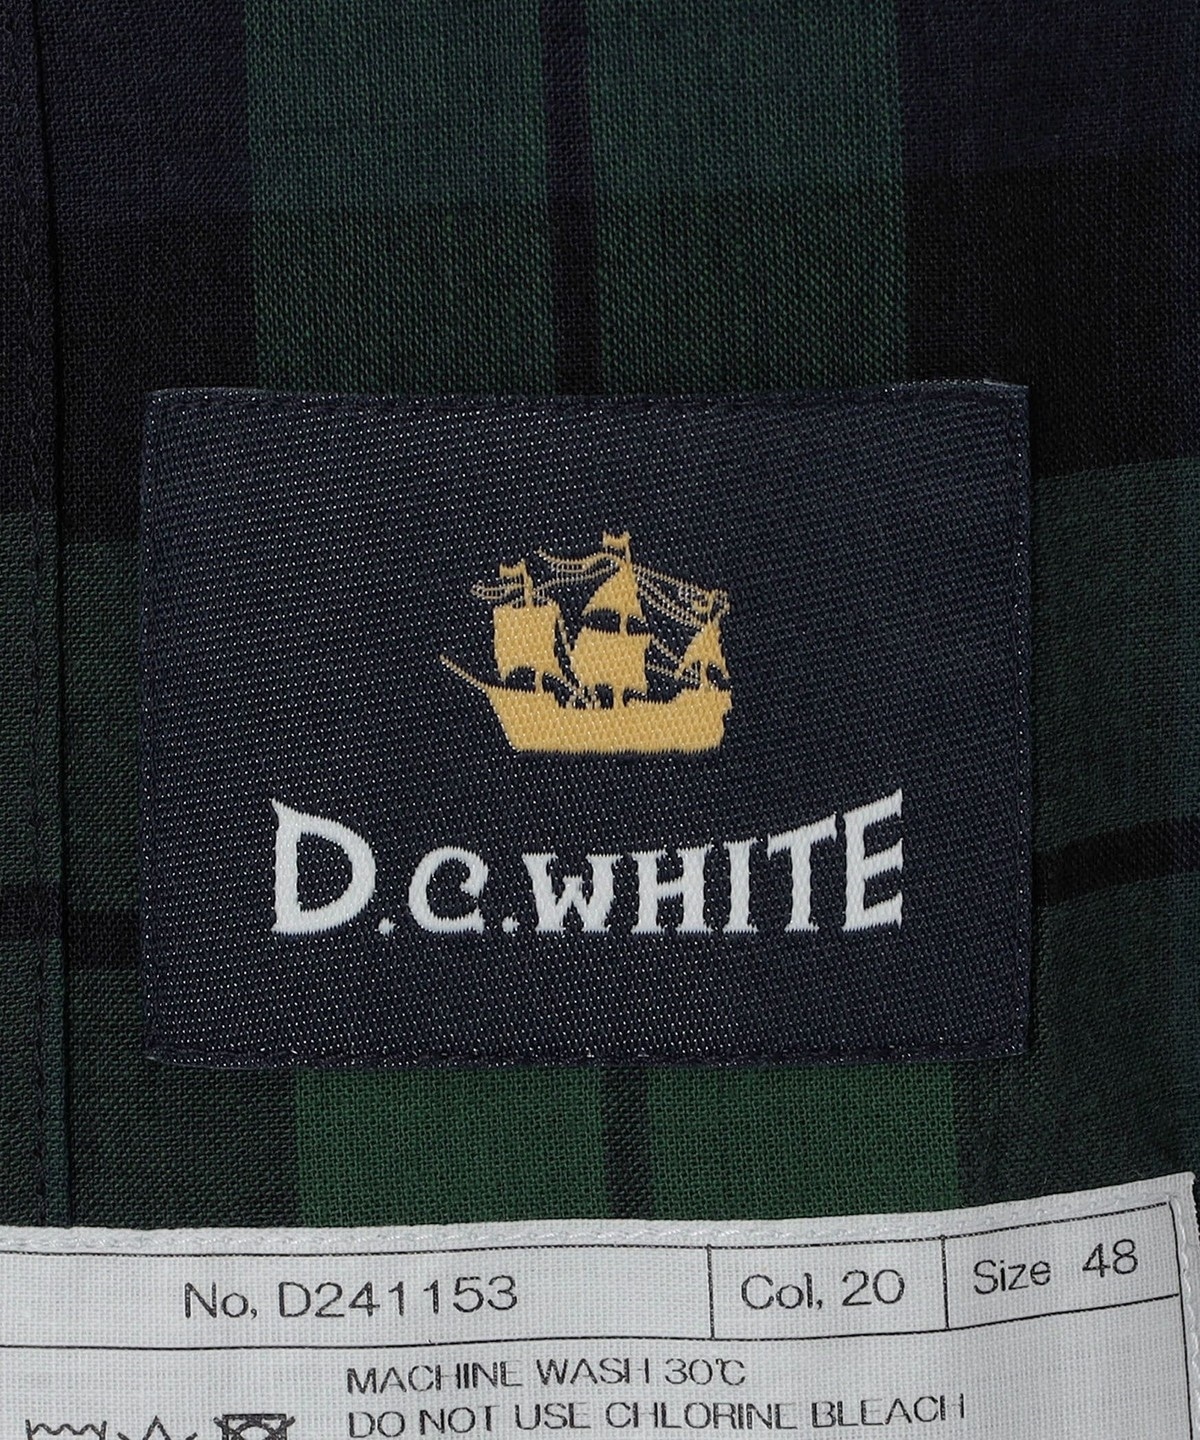 D.C.WHITE
No, D241153 Col, 20 Size 48
MACHINE WASH 30℃
DO NOT USE CHLORINE BLEACH